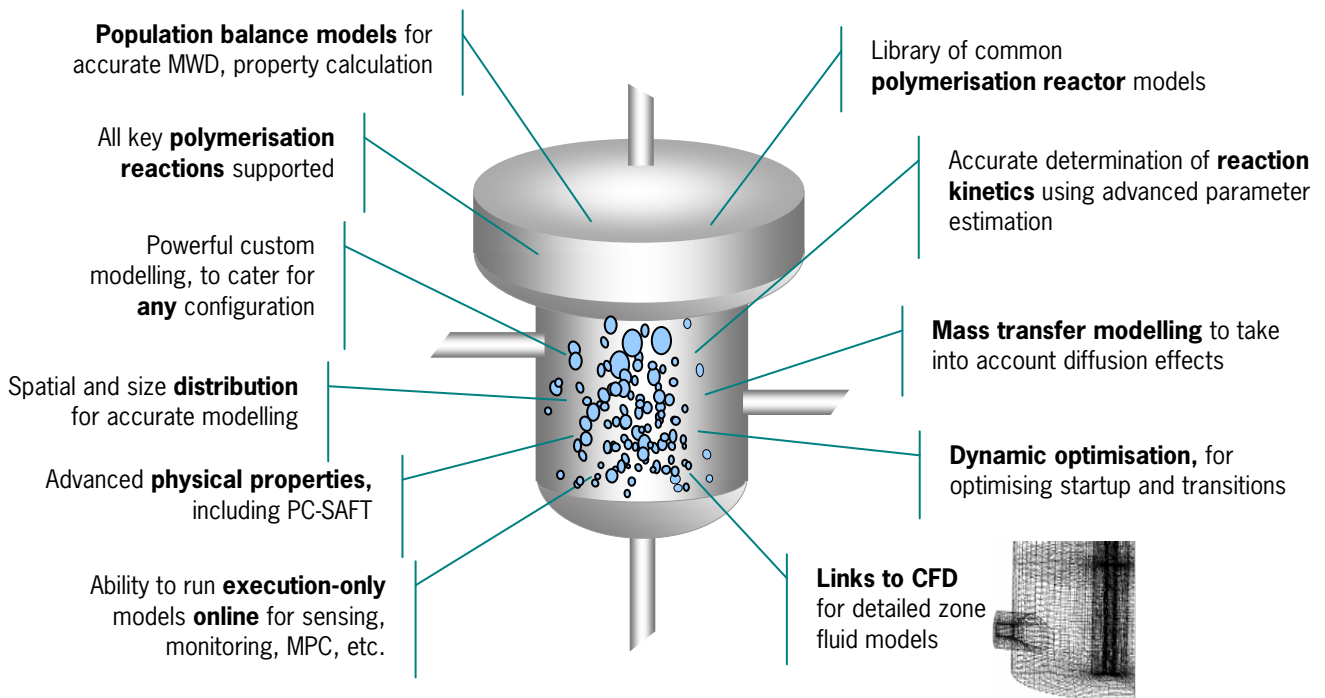 Population balance models for
accurate MWD, property calculation
All key polymerisation
reactions supported
Powerful custom
modelling, to cater for
any configuration
Spatial and size distribution
for accurate modelling
Advanced physical properties,
including PC-SAFT
Ability to run execution-only
models online for sensing,
monitoring, MPC, etc.
Library of common
polymerisation reactor models
Accurate determination of reaction
kinetics using advanced parameter
estimation
Mass transfer modelling to take
into account diffusion effects
Dynamic optimisation, for
optimising startup and transitions
Links to CFD
for detailed zone
fluid models